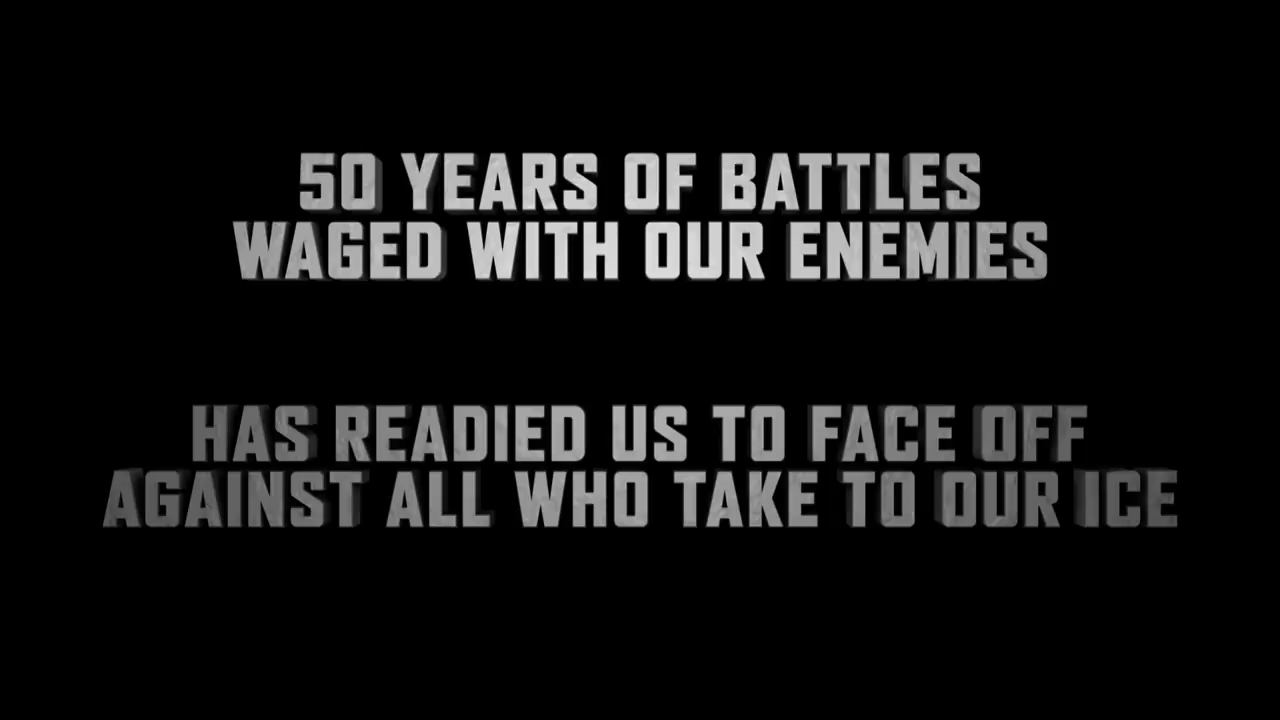 50 YEARS OF BATTLES
WAGED WITH OUR ENEMIES
HAS READIED US TO FACE OFF
AGAINST ALL WHO TAKE TO OUR ICE